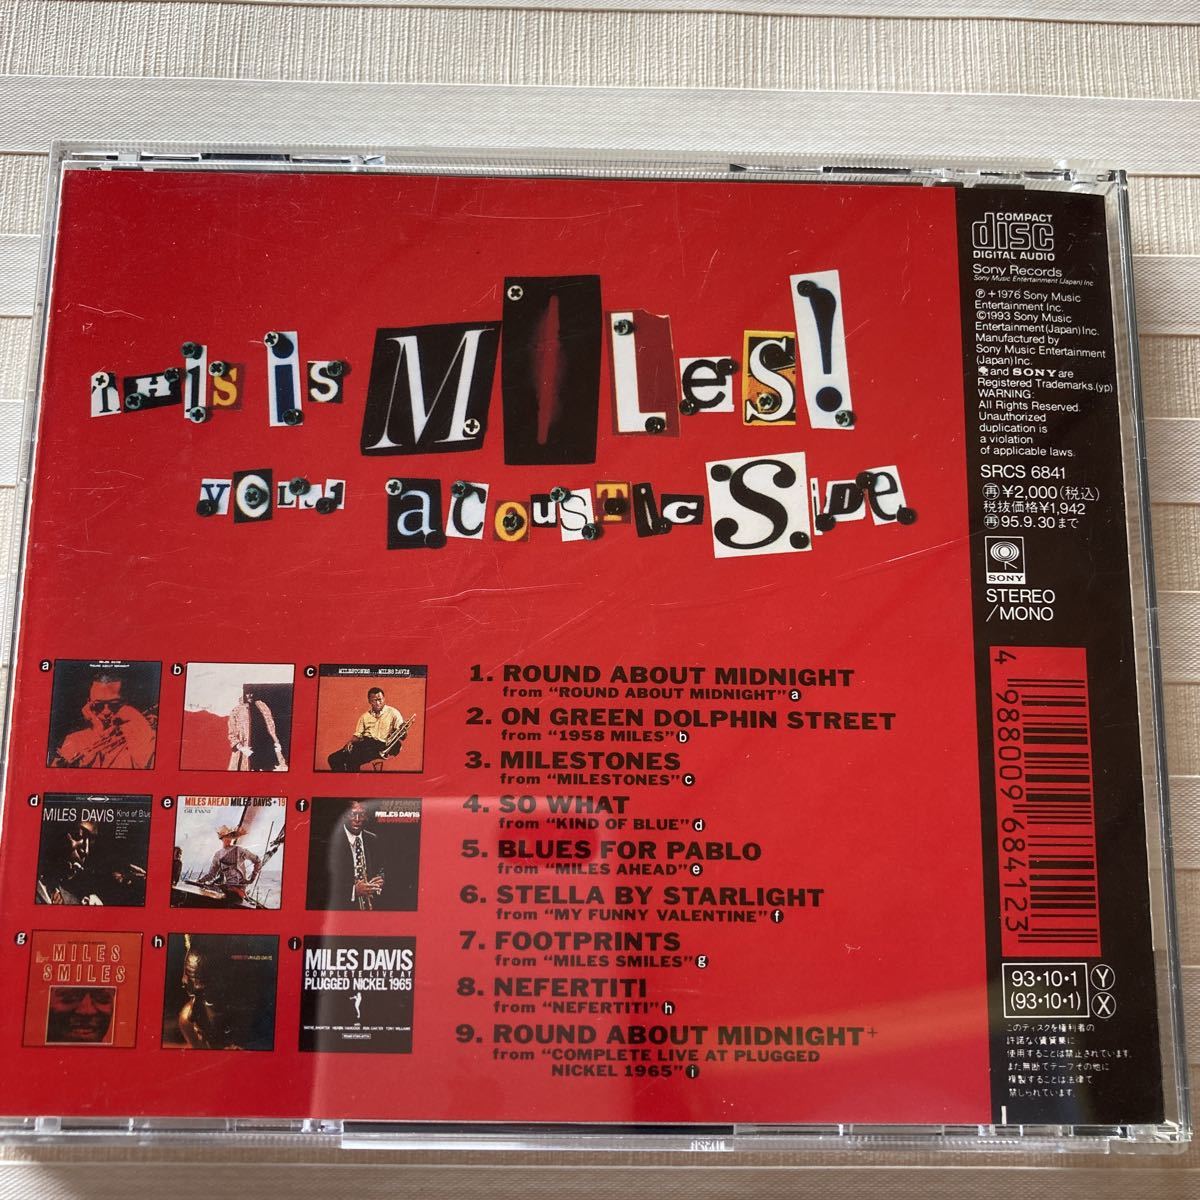 this is MiLes!
VOL.1 acoustic Side
a
b
c
MILESTONES...MILES DAVIS
d
MILES DAVIS Kind of Blue
e
MILES AHEAD MILES DAVIS +19
f
MILES DAVIS
g
MILES
SMILES
h
i
MILES DAVIS
COMPLETE LIVE AT
PLUGGED NICKEL 1965
1. ROUND ABOUT MIDNIGHT
from "ROUND ABOUT MIDNIGHT" a
2. ON GREEN DOLPHIN STREET
from "1958 MILES" b
3. MILESTONES
from "MILESTONES" c
4. SO WHAT
from "KIND OF BLUE" d
5. BLUES FOR PABLO
from "MILES AHEAD" e
6. STELLA BY STARLIGHT
from "MY FUNNY VALENTINE" f
7. FOOTPRINTS
from "MILES SMILES" g
8. NEFERTITI
from "NEFERTITI" h
9. ROUND ABOUT MIDNIGHT+
from "COMPLETE LIVE AT PLUGGED
NICKEL 1965" i
COMPACT
disc
DIGITAL AUDIO
Sony Records
Sony Music Entertainment (Japan) Inc
℗+1976 Sony Music
Entertainment Inc.
©1993 Sony Music
Entertainment(Japan)Inc.
Manufactured by
Sony Music Entertainment
(Japan)Inc.
and SONY are
Registered Trademarks.(yp)
WARNING:
All Rights Reserved.
Unauthorized
duplication is
a violation
of applicable laws.
SRCS 6841
再¥2,000(税込)
税抜価格¥1,942
再95.9.30まで
SONY
STEREO
/MONO
4 988009 684123
93・10・1
(93・10・1)
Y
X
このディスクを権利者の
許諾なく賃貸業に
使用することは禁止されています。
また無断でテープその他に
複製することは法律で
禁じられています。